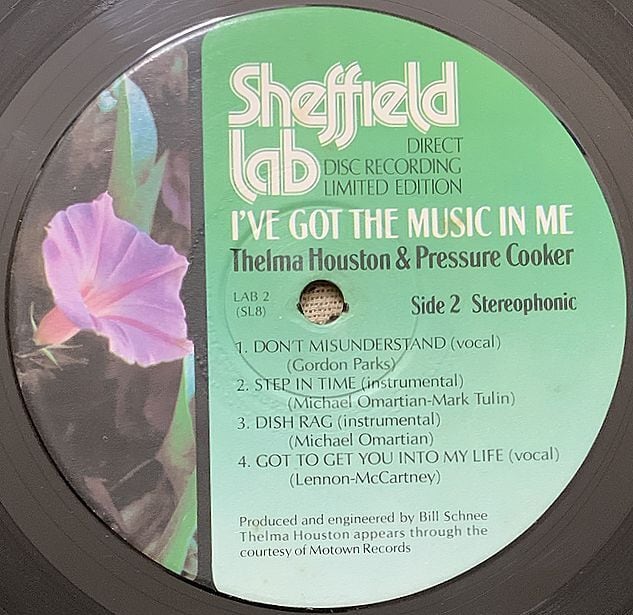 Sheffield
Lab
DIRECT
DISC RECORDING
LIMITED EDITION
I'VE GOT THE MUSIC IN ME
Thelma Houston & Pressure Cooker
LAB 2
(SL8)
Side 2 Stereophonic
1. DON'T MISUNDERSTAND (vocal)
(Gordon Parks)
2. STEP IN TIME (instrumental)
(Michael Omartian-Mark Tulin)
3. DISH RAG (instrumental)
(Michael Omartian)
4. GOT TO GET YOU INTO MY LIFE (vocal)
(Lennon-McCartney)
Produced and engineered by Bill Schnee
Thelma Houston appears through the
courtesy of Motown Records